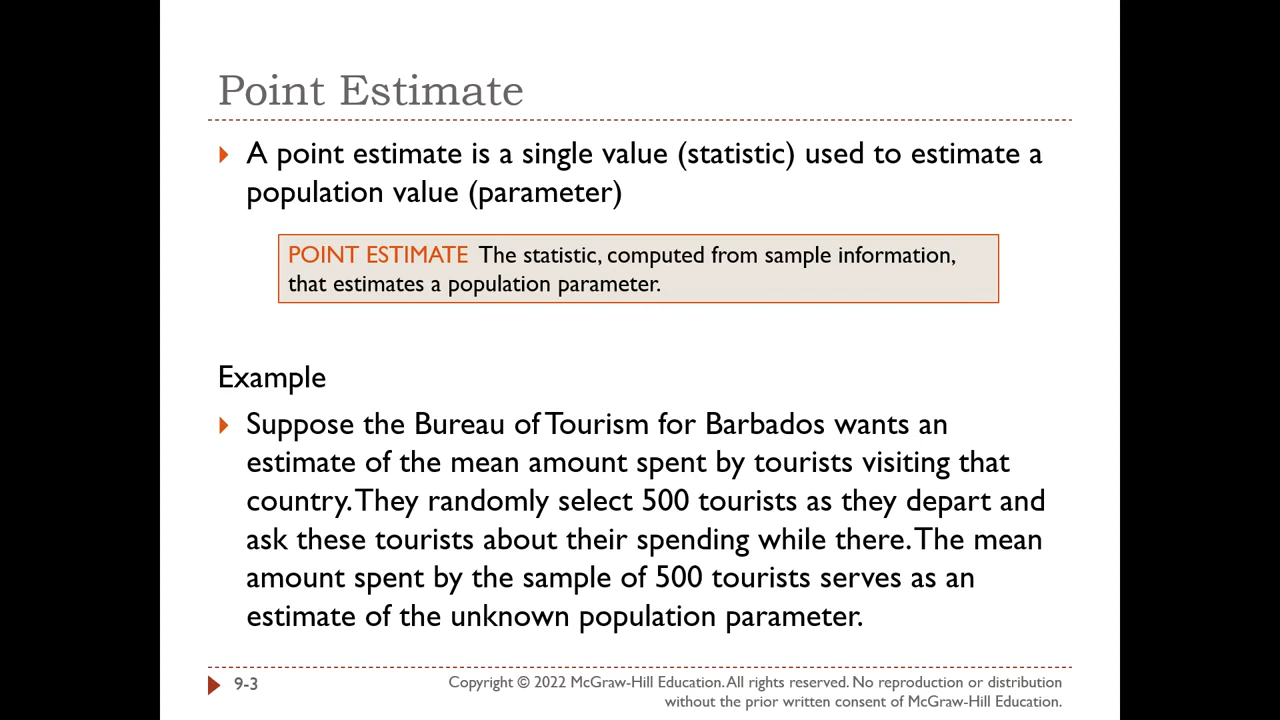 Point Estimate
A point estimate is a single value (statistic) used to estimate a
population value (parameter)
POINT ESTIMATE The statistic, computed from sample information,
that estimates a population parameter.
Example
Suppose the Bureau of Tourism for Barbados wants an
estimate of the mean amount spent by tourists visiting that
country. They randomly select 500 tourists as they depart and
ask these tourists about their spending while there. The mean
amount spent by the sample of 500 tourists serves as an
estimate of the unknown population parameter.
9-3
Copyright © 2022 McGraw-Hill Education. All rights reserved. No reproduction or distribution
without the prior written consent of McGraw-Hill Education.